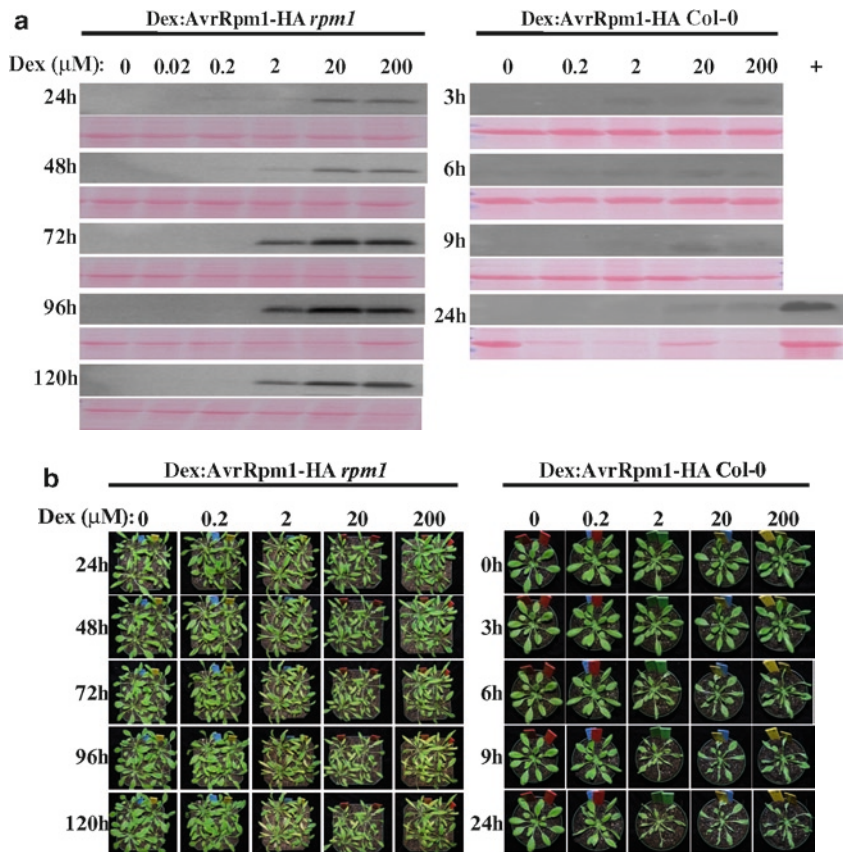 a
Dex:AvrRpm1-HA rpm1
Dex:AvrRpm1-HA Col-0
Dex (μM): 0 0.02 0.2 2 20 200
0 0.2 2 20 200 +
24h
48h
72h
96h
120h
3h
6h
9h
24h
b
Dex:AvrRpm1-HA rpm1
Dex:AvrRpm1-HA Col-0
Dex (μM): 0 0.2 2 20 200
0 0.2 2 20 200
24h
48h
72h
96h
120h
0h
3h
6h
9h
24h